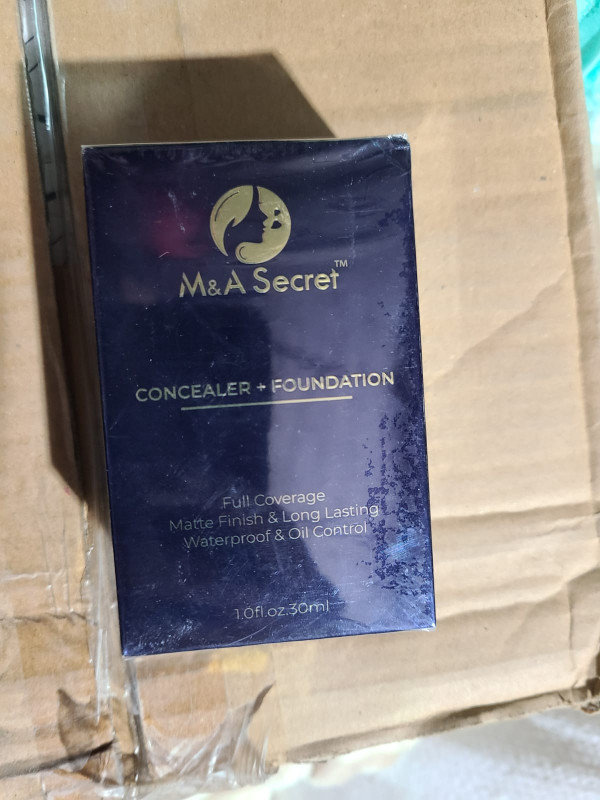 M&A Secret™
CONCEALER + FOUNDATION
Full Coverage
Matte Finish & Long Lasting
Waterproof & Oil Control
1.0fl.oz.30ml